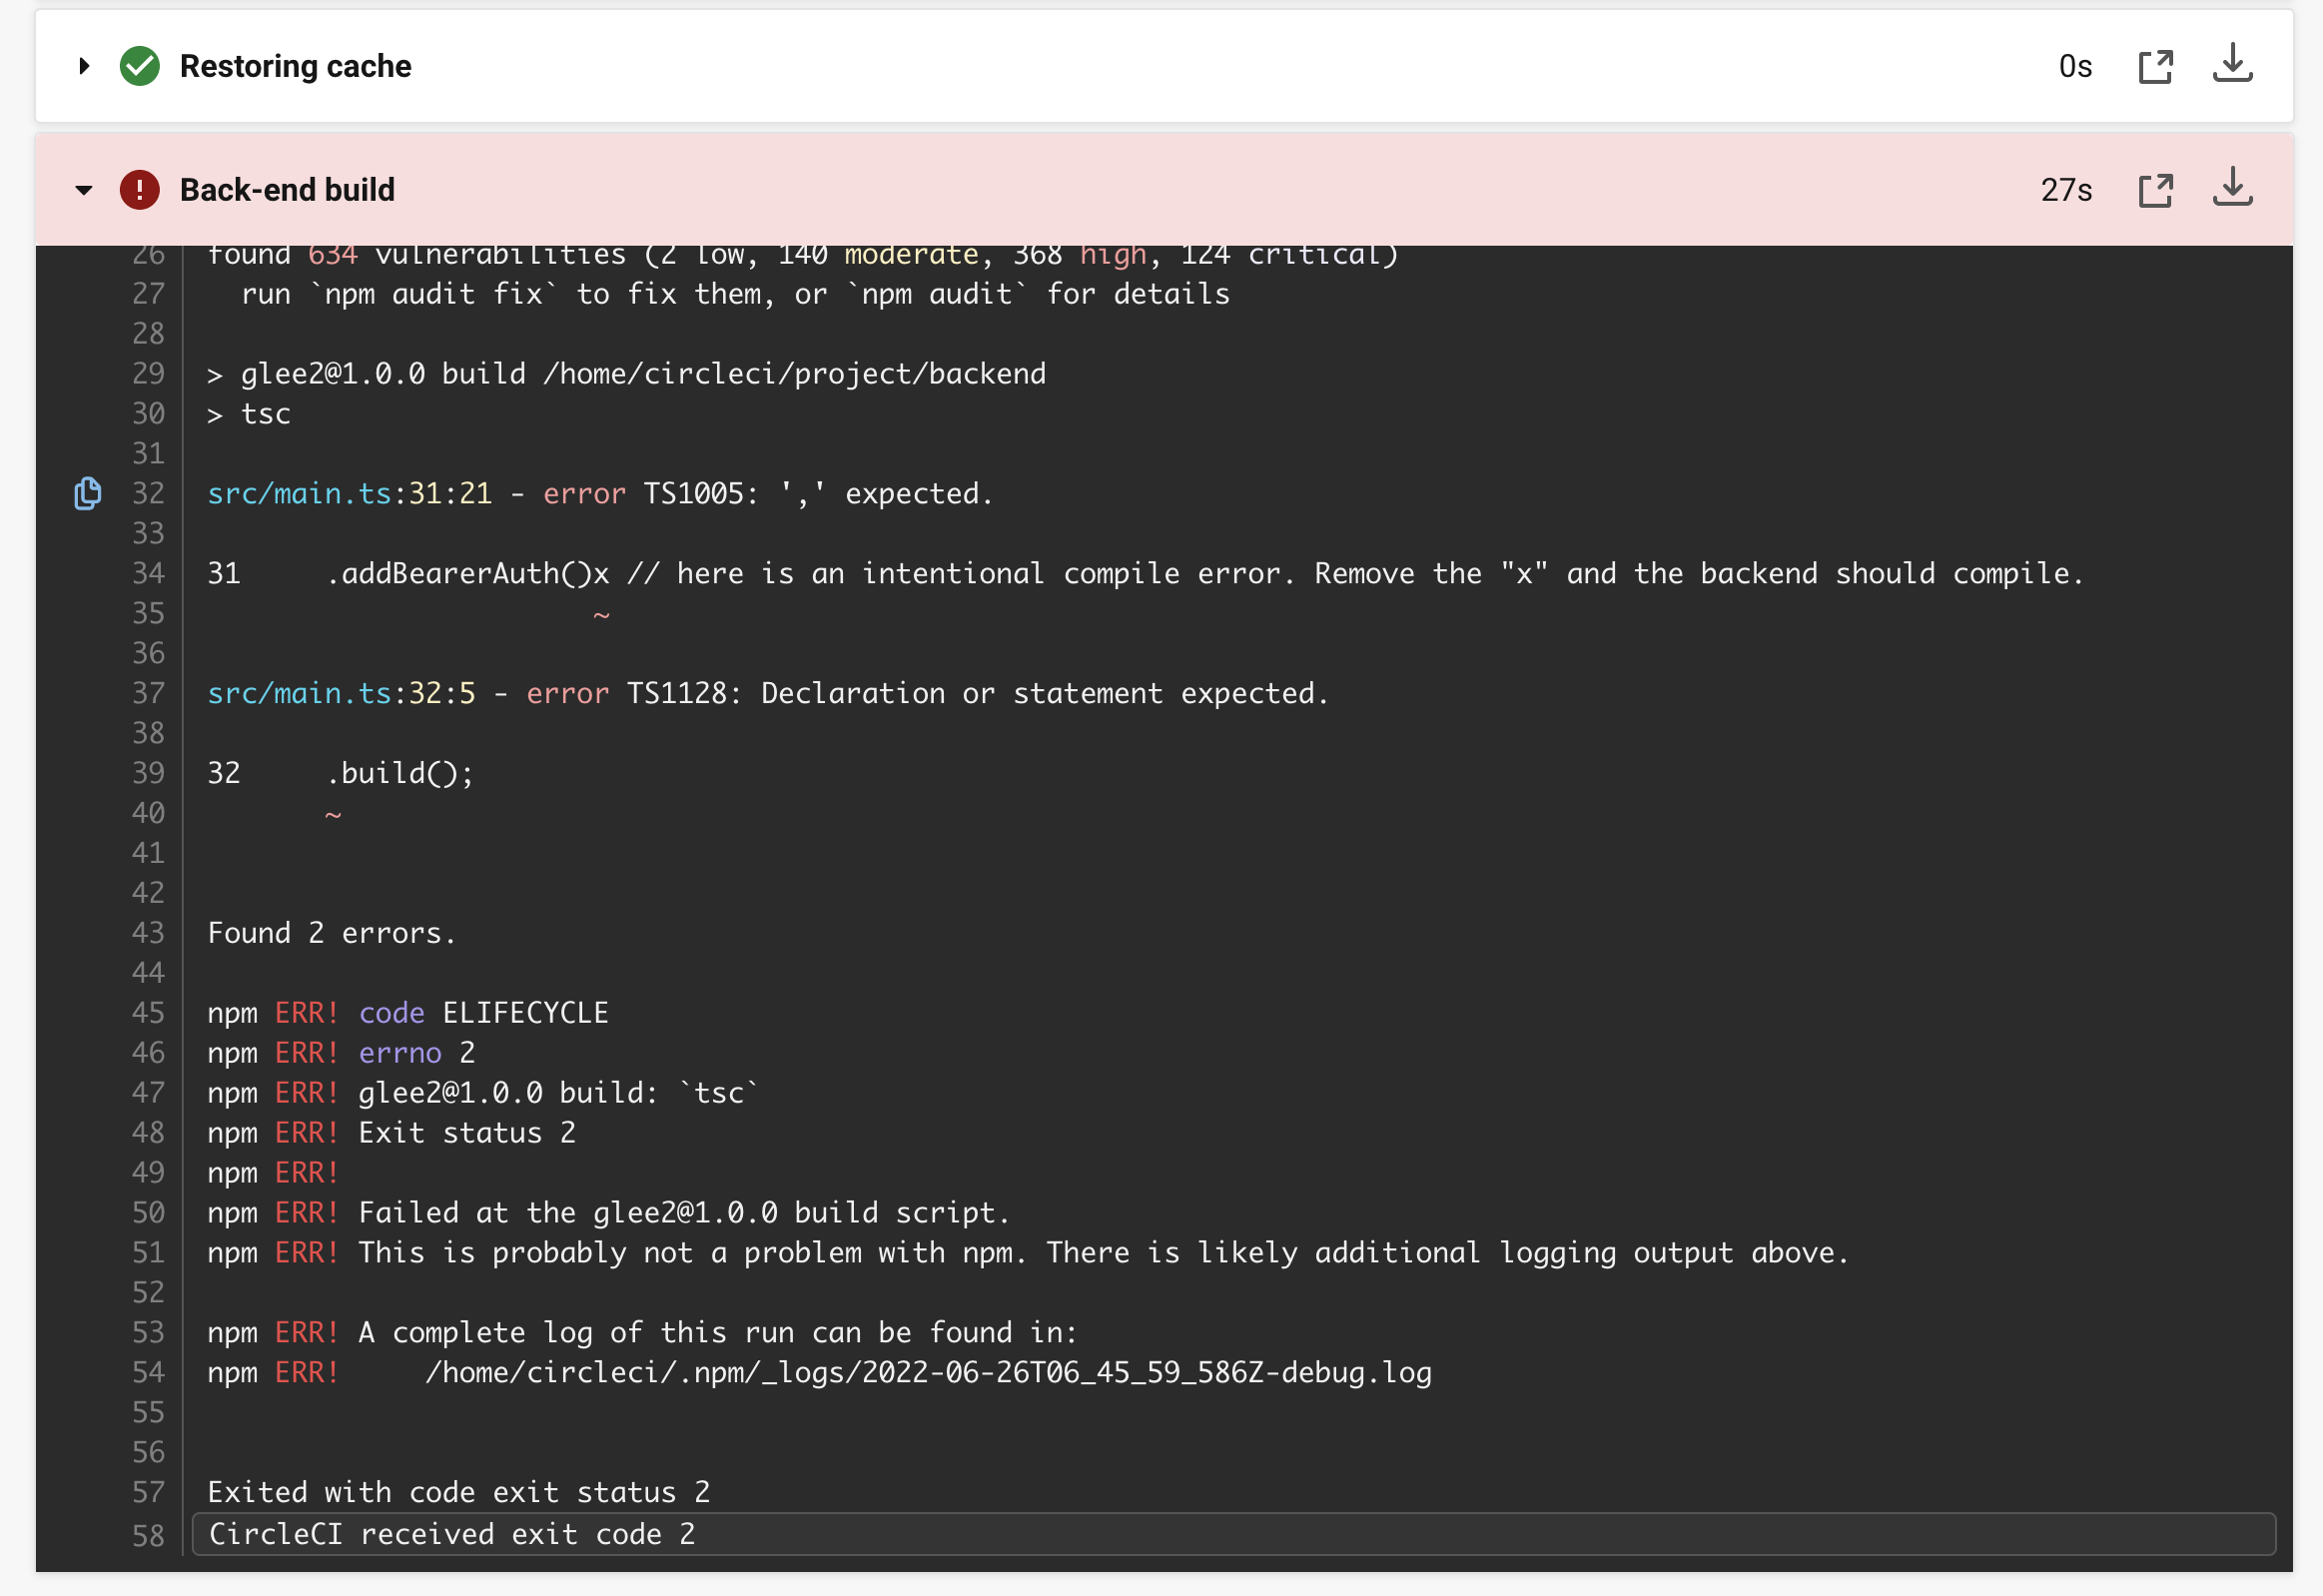 Restoring cache 0s
Back-end build 27s
26 found 634 vulnerabilities (2 low, 140 moderate, 368 high, 124 critical)
27   run `npm audit fix` to fix them, or `npm audit` for details
28
29 > glee2@1.0.0 build /home/circleci/project/backend
30 > tsc
31
32 src/main.ts:31:21 - error TS1005: ',' expected.
33
34 31     .addBearerAuth()x // here is an intentional compile error. Remove the "x" and the backend should compile.
35                        ~
36
37 src/main.ts:32:5 - error TS1128: Declaration or statement expected.
38
39 32     .build();
40        ~
41
42
43 Found 2 errors.
44
45 npm ERR! code ELIFECYCLE
46 npm ERR! errno 2
47 npm ERR! glee2@1.0.0 build: `tsc`
48 npm ERR! Exit status 2
49 npm ERR!
50 npm ERR! Failed at the glee2@1.0.0 build script.
51 npm ERR! This is probably not a problem with npm. There is likely additional logging output above.
52
53 npm ERR! A complete log of this run can be found in:
54 npm ERR!     /home/circleci/.npm/_logs/2022-06-26T06_45_59_586Z-debug.log
55
56
57 Exited with code exit status 2
58 CircleCI received exit code 2